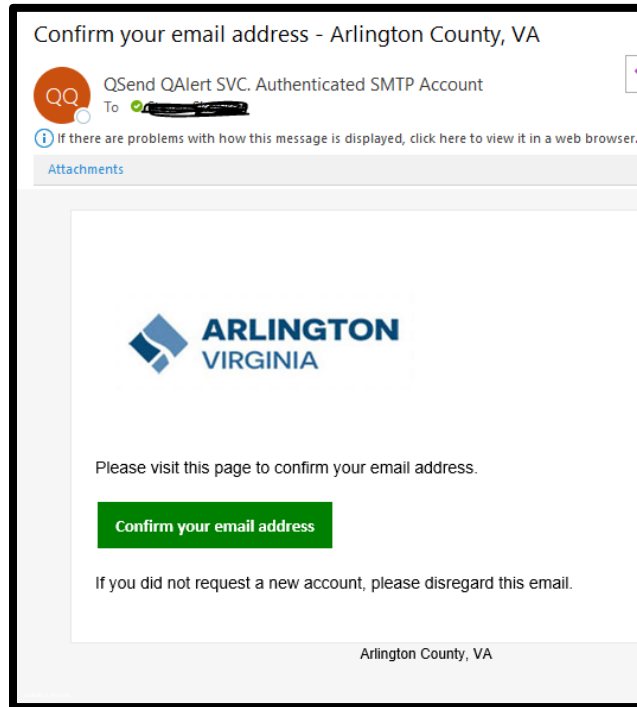 Confirm your email address - Arlington County, VA
QQ
QSend QAlert SVC. Authenticated SMTP Account
To
If there are problems with how this message is displayed, click here to view it in a web browser.
Attachments
ARLINGTON
VIRGINIA
Please visit this page to confirm your email address.
Confirm your email address
If you did not request a new account, please disregard this email.
Arlington County, VA